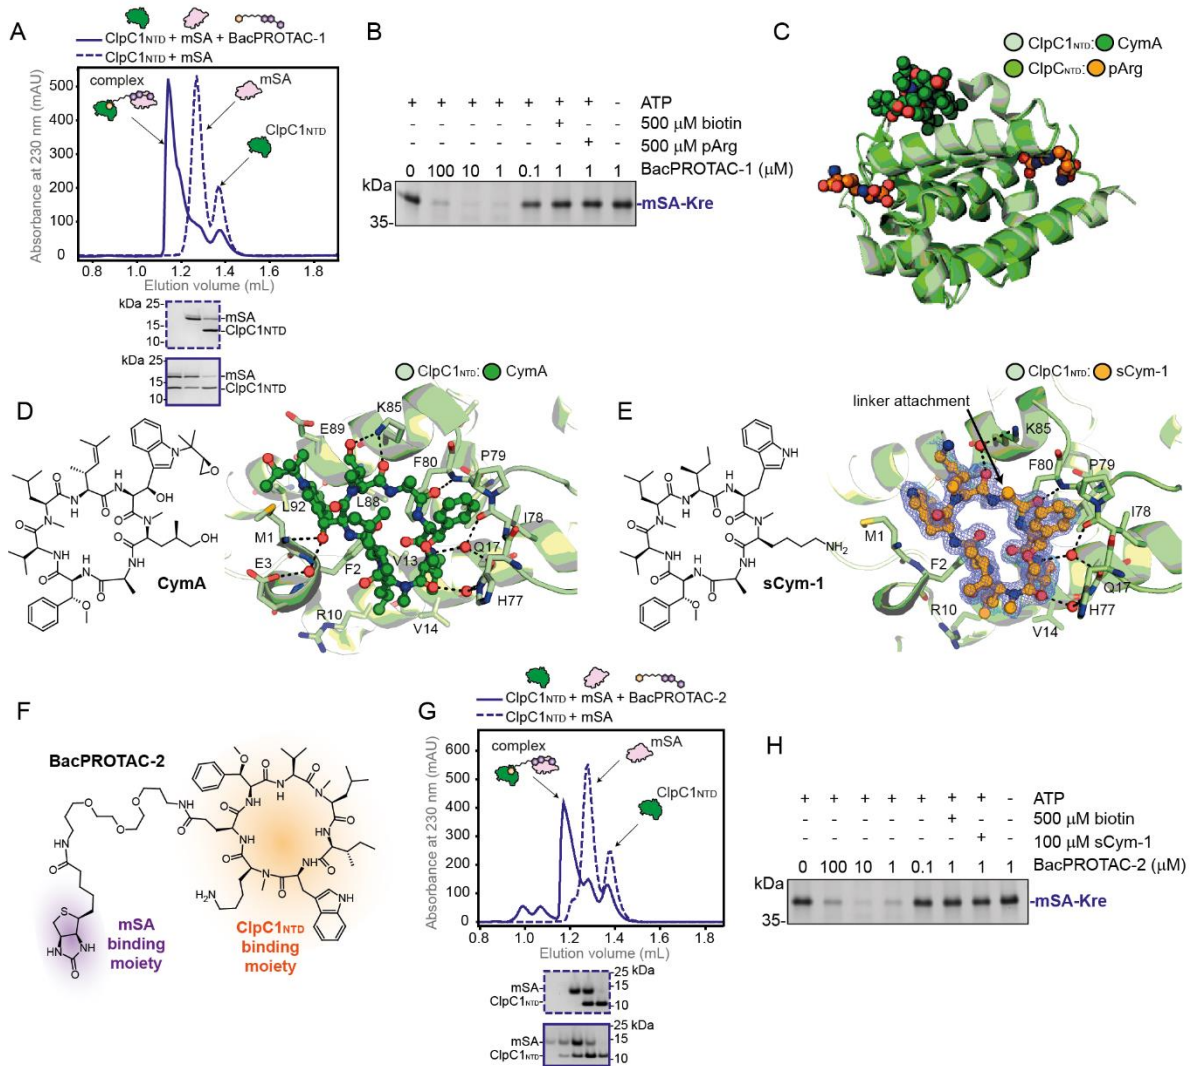 A
ClpC1NTD + mSA + BacPROTAC-1
ClpC1NTD + mSA
complex
mSA
ClpC1NTD
Absorbance at 230 nm (mAU)
500
400
300
200
100
0
0.8 1.0 1.2 1.4 1.6 1.8
Elution volume (mL)
kDa 25-
15-
10-
-mSA
-ClpC1NTD
kDa 25
15
10
-mSA
-ClpC1NTD
B
+ + + + + + + - ATP
- - - - - + - - 500 µM biotin
- - - - - - + - 500 µM pArg
0 100 10 1 0.1 1 1 1 BacPROTAC-1 (µM)
kDa
35-
-mSA-Kre
C
ClpC1NTD: CymA
ClpCNTD: pArg
D
ClpC1NTD: CymA
O
OH
N
H
NH
HN
CymA
K85
E89
F80
P79
L88
L92
I78
M1
Q17
E3
F2
V13
H77
R10
V14
E
ClpC1NTD: sCym-1
linker attachment
NH
N
H
O
HN
NH2
sCym-1
K85
F80
P79
I78
M1
F2
Q17
R10
H77
V14
F
BacPROTAC-2
O
H
N
HN
NH
H2N
S
mSA
binding
moiety
ClpC1NTD
binding
moiety
G
ClpC1NTD + mSA + BacPROTAC-2
ClpC1NTD + mSA
complex
mSA
ClpC1NTD
Absorbance at 230 nm (mAU)
600
500
400
300
200
100
0
0.8 1.0 1.2 1.4 1.6 1.8
Elution volume (mL)
mSA-
ClpC1NTD-
25 kDa
-15
-10
mSA-
ClpC1NTD-
-25 kDa
-15
-10
H
+ + + + + + + - ATP
- - - - - + - - 500 µM biotin
- - - - - - + - 100 µM sCym-1
0 100 10 1 0.1 1 1 1 BacPROTAC-2 (µM)
kDa
35-
-mSA-Kre